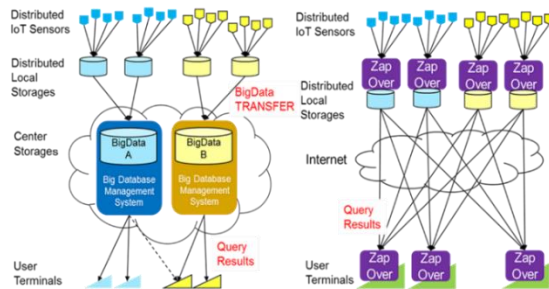 Distributed
IoT Sensors
Distributed
Local
Storages
BigData
TRANSFER
Center
Storages
BigData
A
BigData
B
Big Database
Management
System
Big Database
Management
System
Query
Results
User
Terminals
Distributed
IoT Sensors
Zap
Over
Zap
Over
Zap
Over
Zap
Over
Distributed
Local
Storages
Internet
Query
Results
User
Terminals
Zap
Over
Zap
Over
Zap
Over